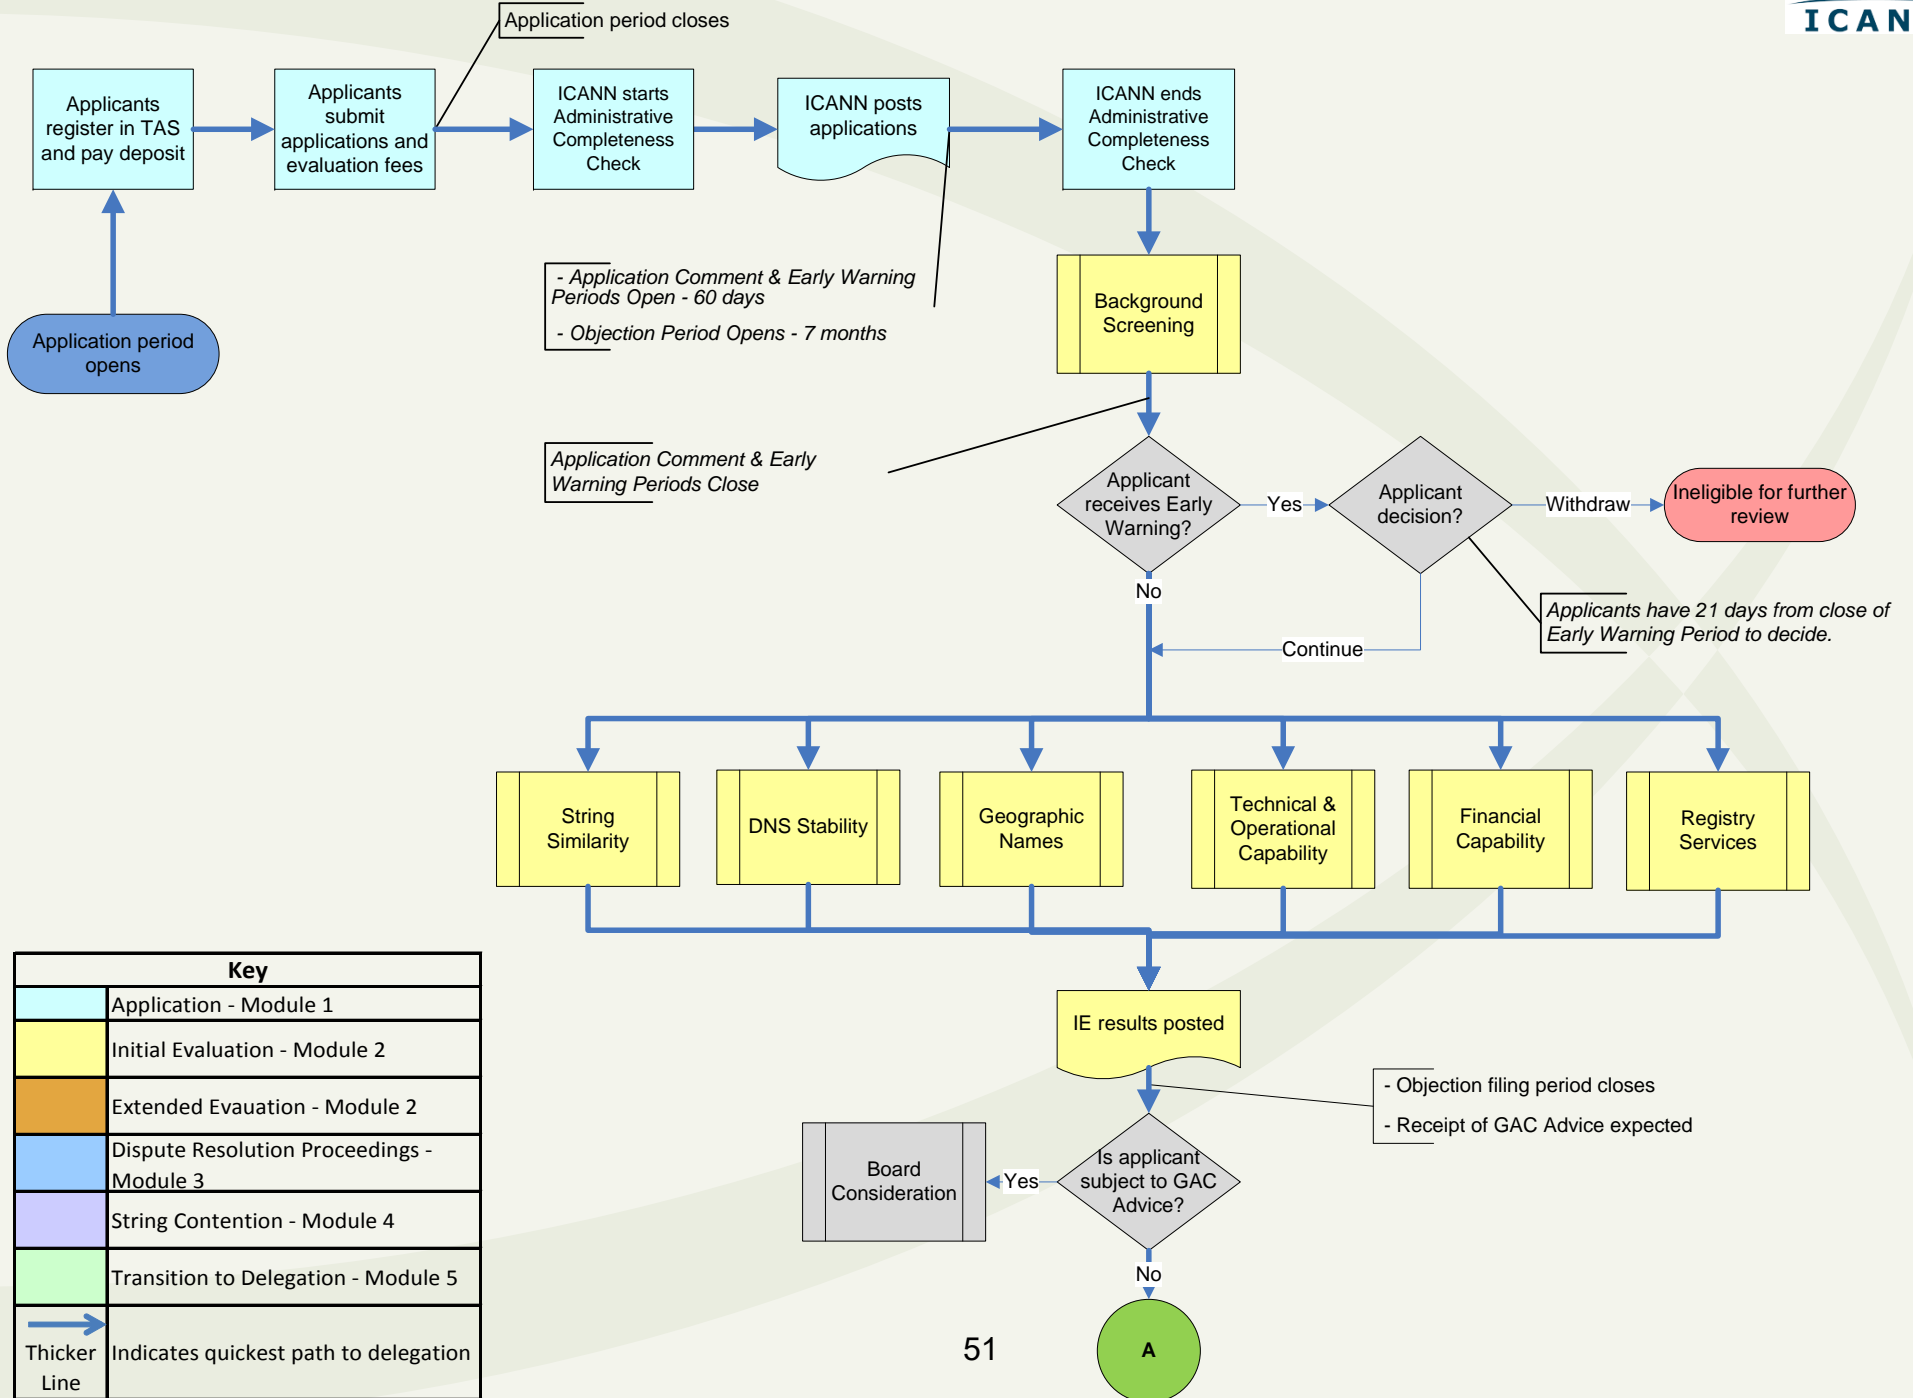 Application period closes
ICAN
Applicants
register in TAS
and pay deposit
Applicants
submit
applications and
evaluation fees
ICANN starts
Administrative
Completeness
Check
ICANN posts
applications
ICANN ends
Administrative
Completeness
Check
Application period
opens
- Application Comment & Early Warning
Periods Open - 60 days
- Objection Period Opens - 7 months
Background
Screening
Application Comment & Early
Warning Periods Close
Applicant
receives Early
Warning?
Yes
Applicant
decision?
Withdraw
Ineligible for further
review
No
Continue
Applicants have 21 days from close of
Early Warning Period to decide.
String
Similarity
DNS Stability
Geographic
Names
Technical &
Operational
Capability
Financial
Capability
Registry
Services
IE results posted
- Objection filing period closes
- Receipt of GAC Advice expected
Is applicant
subject to GAC
Advice?
Yes
Board
Consideration
No
A
Key
Application - Module 1
Initial Evaluation - Module 2
Extended Evauation - Module 2
Dispute Resolution Proceedings -
Module 3
String Contention - Module 4
Transition to Delegation - Module 5
Thicker
Line
Indicates quickest path to delegation
51